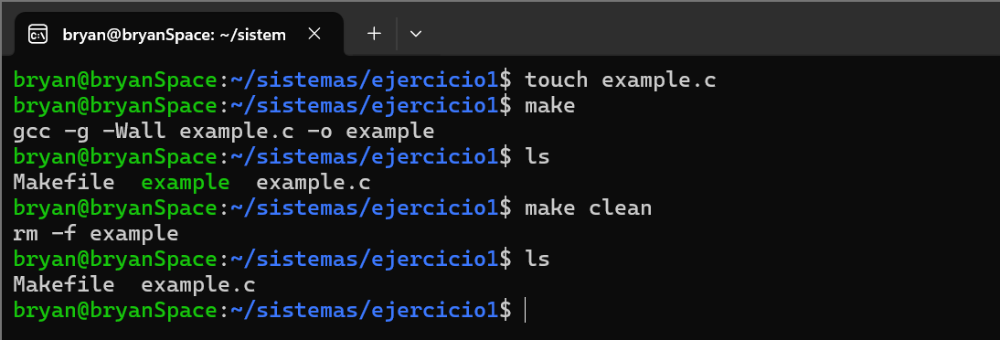 bryan@bryanSpace: ~/sistem
bryan@bryanSpace:~/sistemas/ejercicio1$ touch example.c
bryan@bryanSpace:~/sistemas/ejercicio1$ make
gcc -g -Wall example.c -o example
bryan@bryanSpace:~/sistemas/ejercicio1$ ls
Makefile  example  example.c
bryan@bryanSpace:~/sistemas/ejercicio1$ make clean
rm -f example
bryan@bryanSpace:~/sistemas/ejercicio1$ ls
Makefile  example.c
bryan@bryanSpace:~/sistemas/ejercicio1$